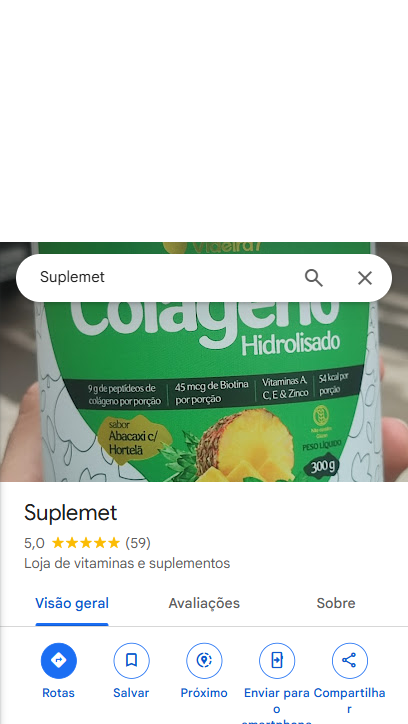 Videira7
Suplemet
Colágeno
Hidrolisado
9 g de peptídeos de
colágeno por porção
45 mcg de Biotina
por porção
Vitaminas A,
C, E & Zinco
54 kcal por
porção
sabor
Abacaxi c/
Hortelã
PESO LÍQUIDO
300 g
Suplemet
5,0 (59)
Loja de vitaminas e suplementos
Visão geral
Avaliações
Sobre
Rotas
Salvar
Próximo
Enviar para
o
smartphone
Compartilha
r